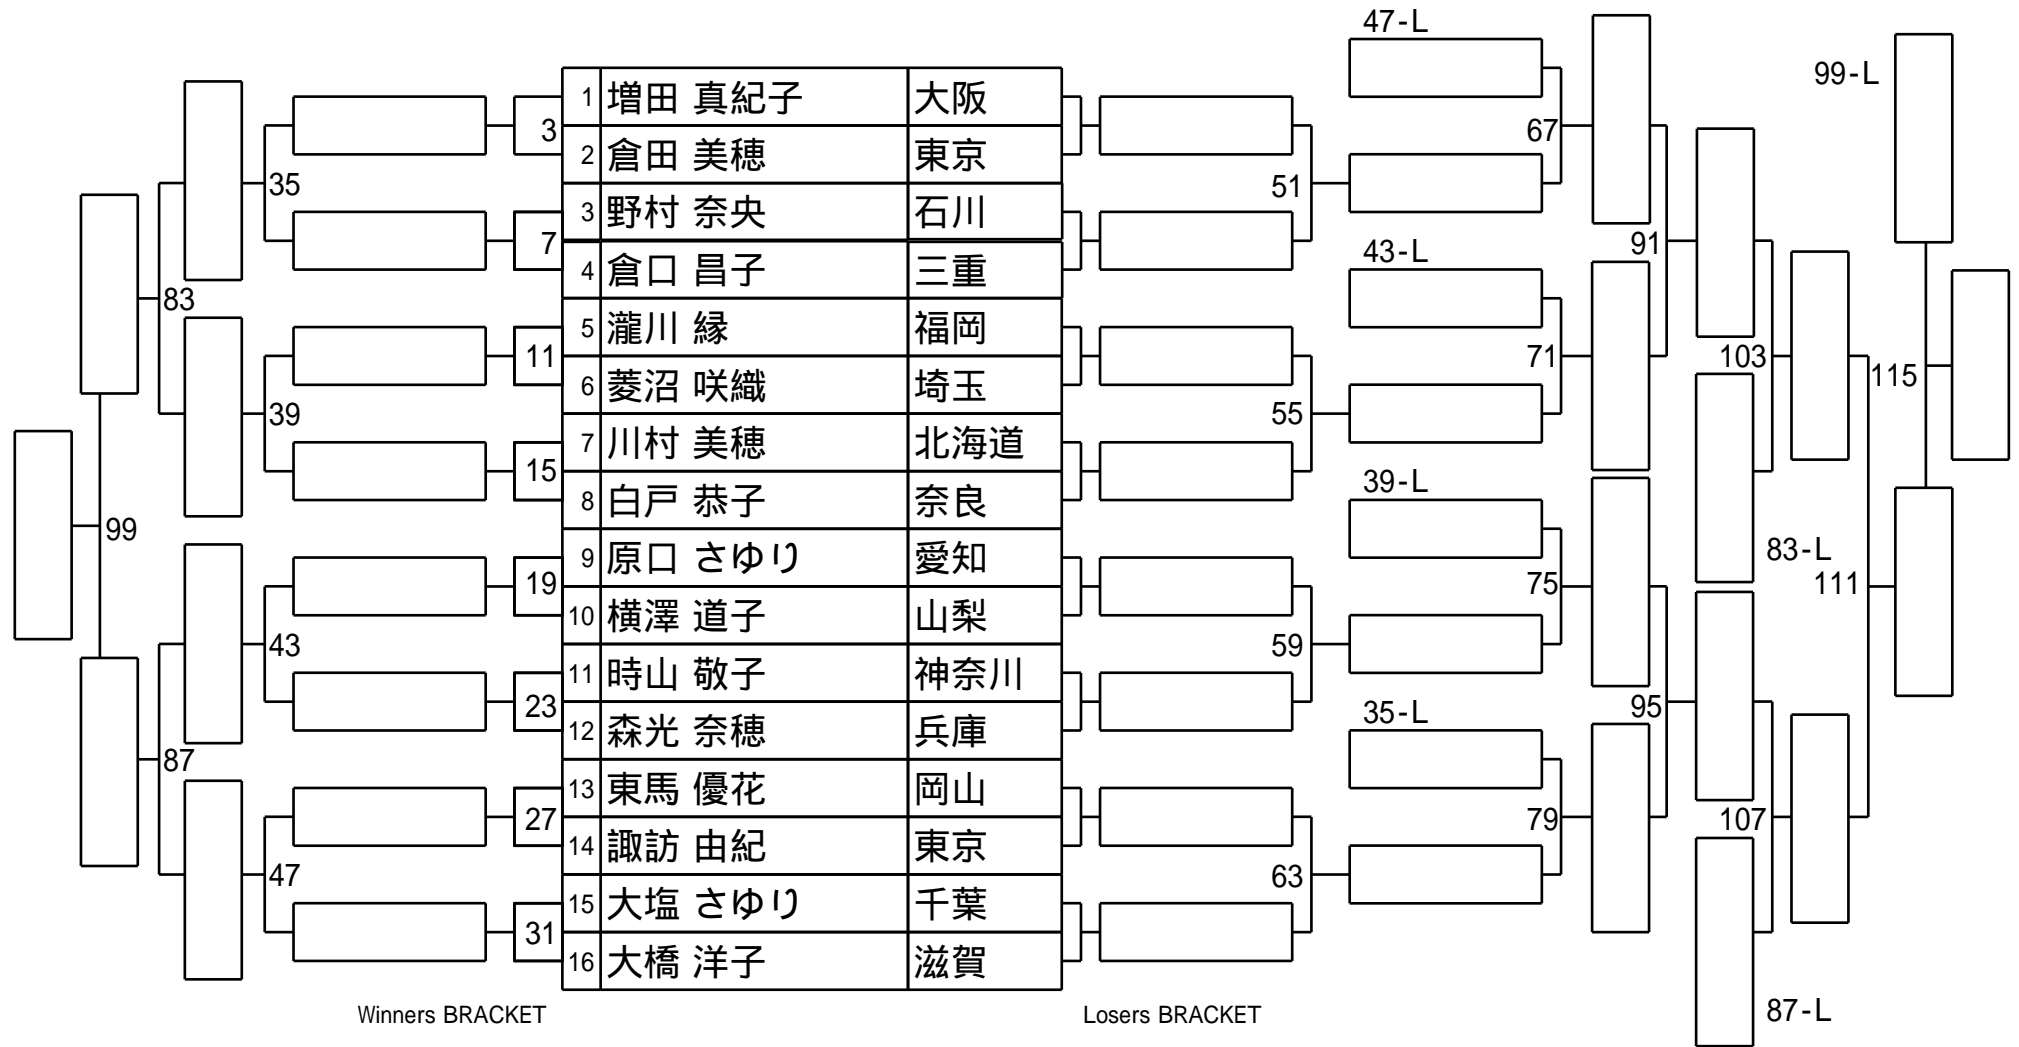 47-L
99-L
1 増田 真紀子 大阪
3
67
2 倉田 美穂 東京
35
51
3 野村 奈央 石川
7
91
43-L
4 倉口 昌子 三重
83
5 瀧川 縁 福岡
11
71
103
115
6 菱沼 咲織 埼玉
39
55
7 川村 美穂 北海道
15
39-L
8 白戸 恭子 奈良
99
83-L
9 原口 さゆり 愛知
19
75
111
10 横澤 道子 山梨
43
59
11 時山 敬子 神奈川
23
35-L
95
12 森光 奈穂 兵庫
87
13 東馬 優花 岡山
27
79
107
14 諏訪 由紀 東京
47
63
15 大塩 さゆり 千葉
31
16 大橋 洋子 滋賀
Winners BRACKET
Losers BRACKET
87-L